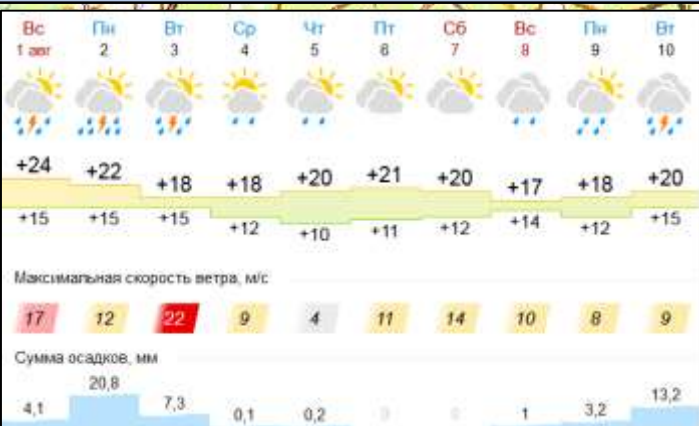 Вс Пн Вт Ср Чт Пт Сб Вс Пн Вт
1 авг 2 3 4 5 6 7 8 9 10
+24 +22 +18 +18 +20 +21 +20 +17 +18 +20
+15 +15 +15 +12 +10 +11 +12 +14 +12 +15
Максимальная скорость ветра, м/с
17 12 22 9 4 11 14 10 8 9
Сумма осадков, мм
4,1 20,8 7,3 0,1 0,2 0 0 1 3,2 13,2